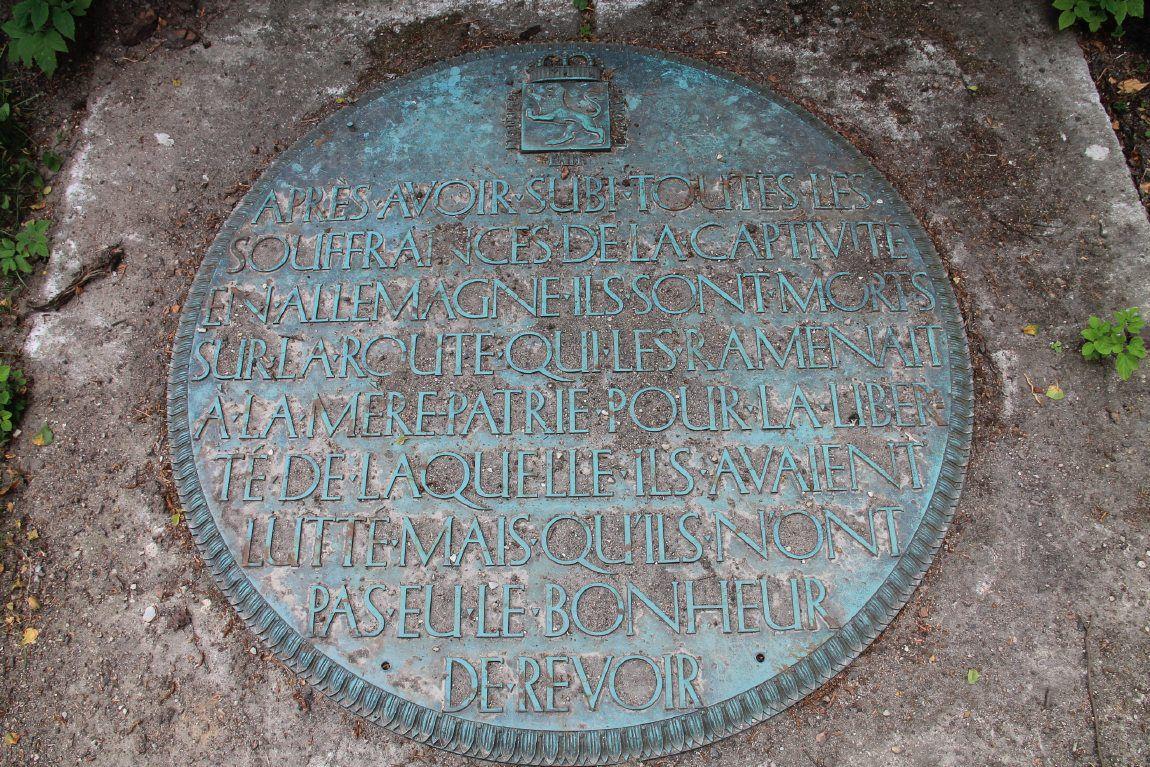 APRÈS·AVOIR·SUBI·TOUTES·LES
SOUFFRANCES·DE·LA·CAPTIVITÉ
EN·ALLEMAGNE·ILS·SONT·MORTS
SUR·LA·ROUTE·QUI·LES·RAMENAIT
À·LA·MÈRE·PATRIE·POUR·LA·LIBER-
TÉ·DE·LAQUELLE·ILS·AVAIENT
LUTTE·MAIS·QU'ILS·N'ONT
PAS·EU·LE·BONHEUR
DE·REVOIR